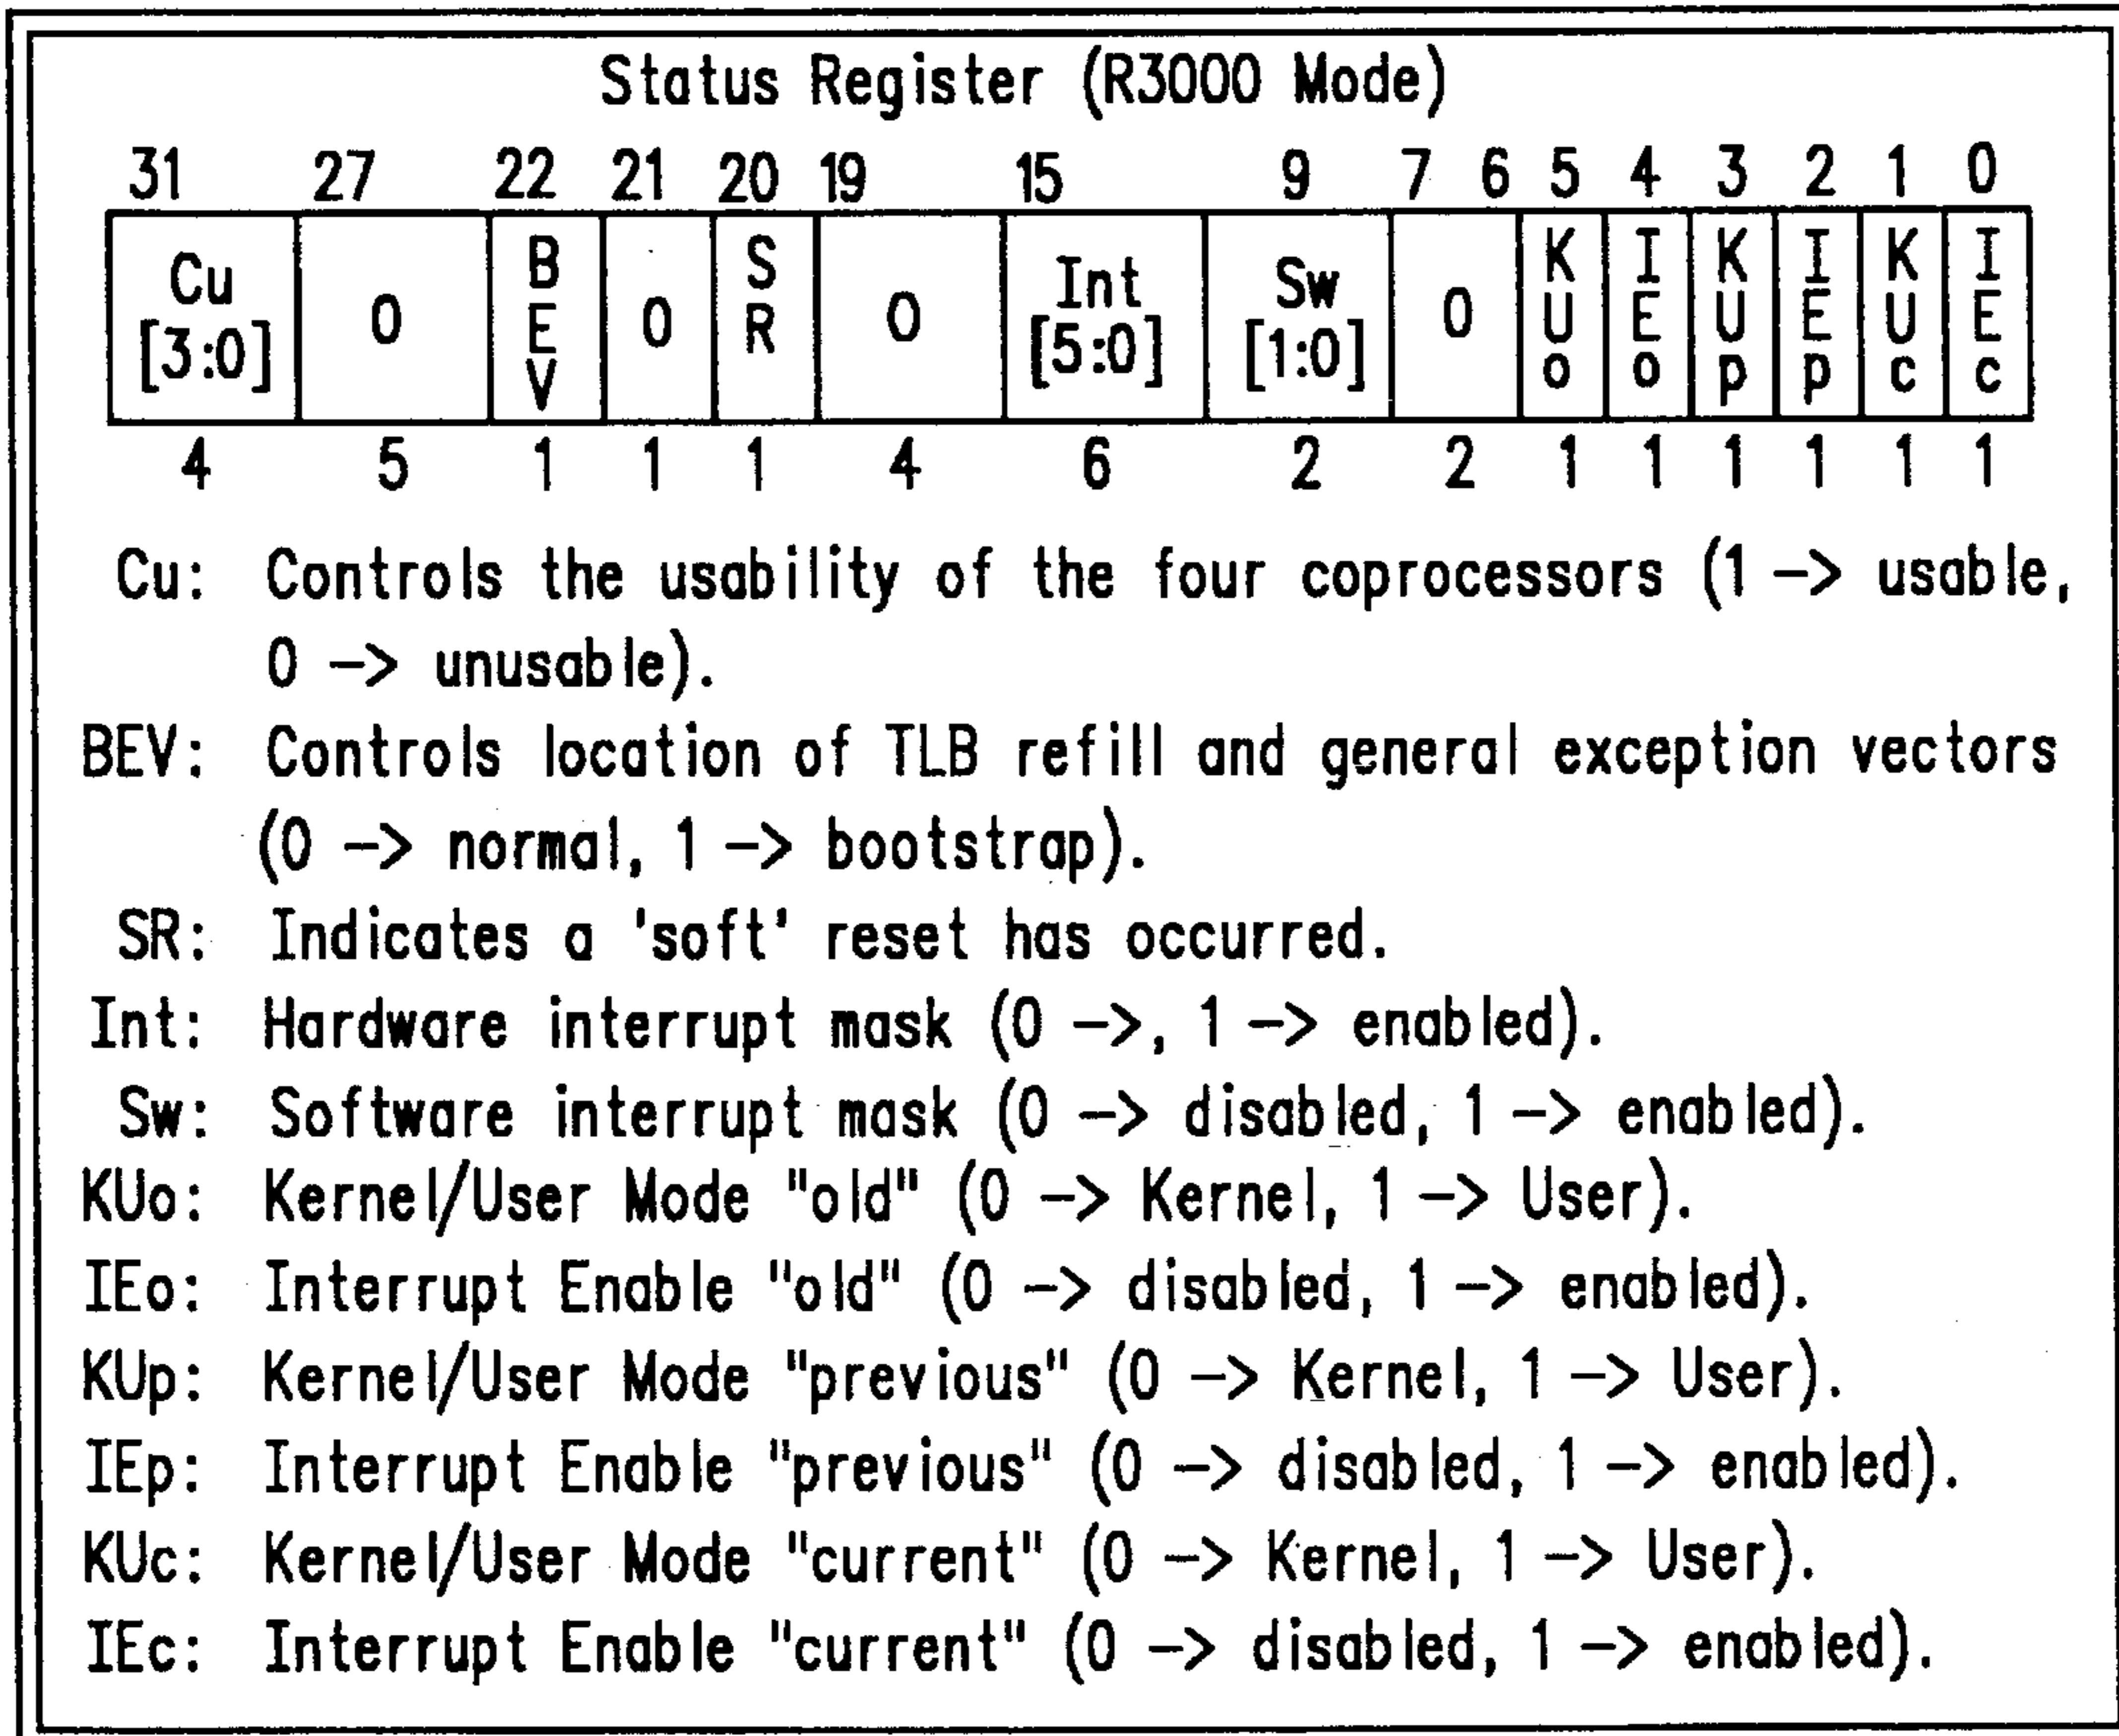 Status Register (R3000 Mode)
31 27 22 21 20 19 15 9 7 6 5 4 3 2 1 0
Cu [3:0] 0 BEV 0 SR 0 Int [5:0] Sw [1:0] 0 KUo IEo KUp IEp KUc IEc
4 5 1 1 1 4 6 2 2 1 1 1 1 1 1
Cu: Controls the usability of the four coprocessors (1 -> usable,
0 -> unusable).
BEV: Controls location of TLB refill and general exception vectors
(0 -> normal, 1 -> bootstrap).
SR: Indicates a 'soft' reset has occurred.
Int: Hardware interrupt mask (0 ->, 1 -> enabled).
Sw: Software interrupt mask (0 -> disabled, 1 -> enabled).
KUo: Kernel/User Mode "old" (0 -> Kernel, 1 -> User).
IEo: Interrupt Enable "old" (0 -> disabled, 1 -> enabled).
KUp: Kernel/User Mode "previous" (0 -> Kernel, 1 -> User).
IEp: Interrupt Enable "previous" (0 -> disabled, 1 -> enabled).
KUc: Kernel/User Mode "current" (0 -> Kernel, 1 -> User).
IEc: Interrupt Enable "current" (0 -> disabled, 1 -> enabled).